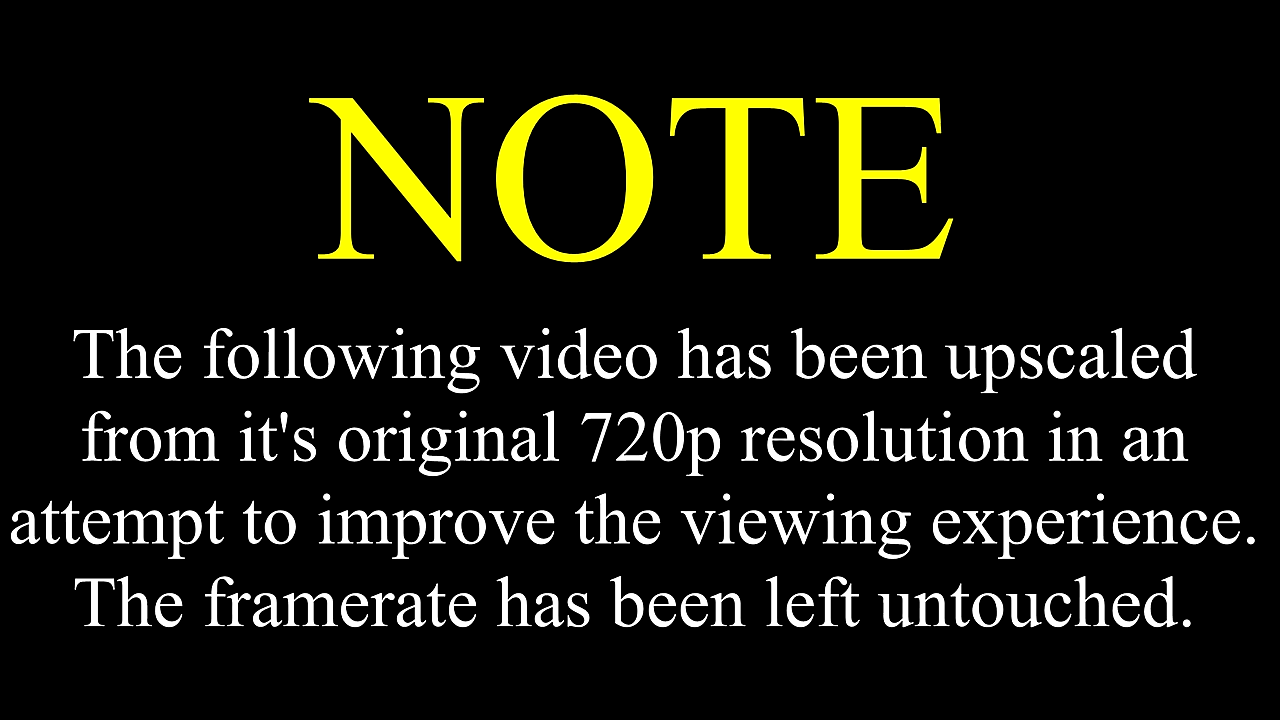 NOTE
The following video has been upscaled
from it's original 720p resolution in an
attempt to improve the viewing experience.
The framerate has been left untouched.